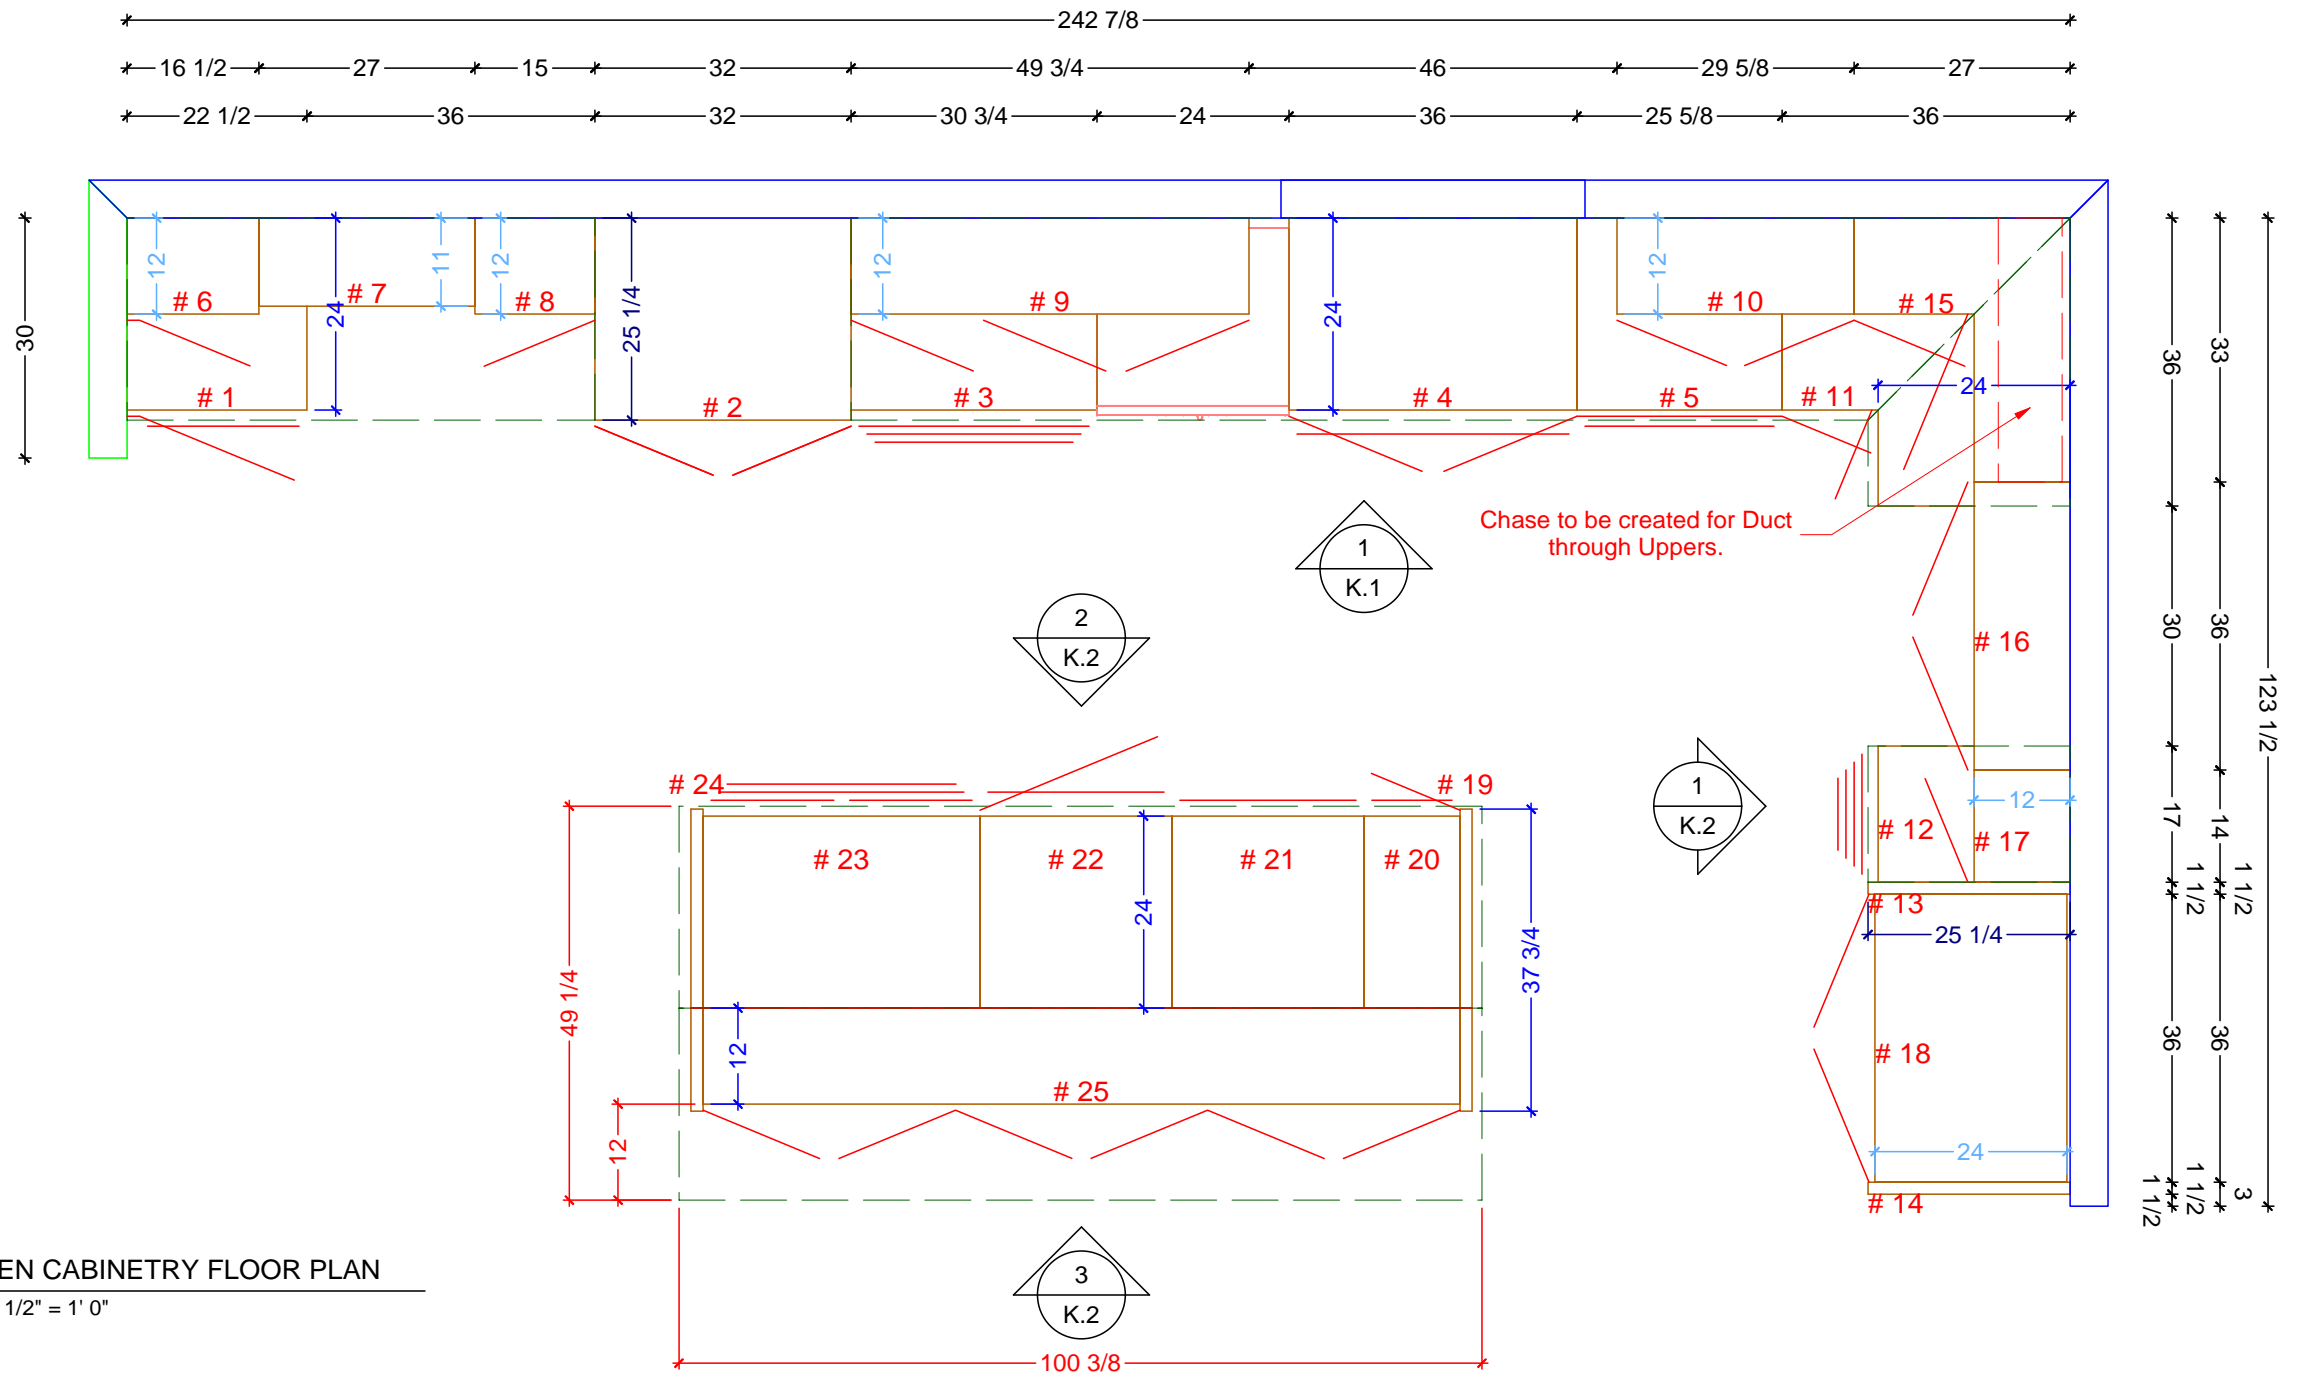 242 7/8
16 1/2 27 15 32 49 3/4 46 29 5/8 27
22 1/2 36 32 30 3/4 24 36 25 5/8 36
30
12 11 12 12 12
24 25 1/4 24
# 6 # 7 # 8 # 9 # 10 # 15
# 1 # 2 # 3 # 4 # 5 # 11
24
36 33
Chase to be created for Duct
through Uppers.
1
K.1
2
K.2
# 16
30 36
123 1/2
# 24 # 19
1
K.2
12
# 12 # 17
17 14
# 23 # 22 # 21 # 20
1 1/2 1 1/2
# 13
25 1/4
24
37 3/4
49 1/4
12
# 25
12
# 18
36 36
24
# 14
1 1/2 1 1/2 3
3
K.2
EN CABINETRY FLOOR PLAN
1/2" = 1' 0"
100 3/8